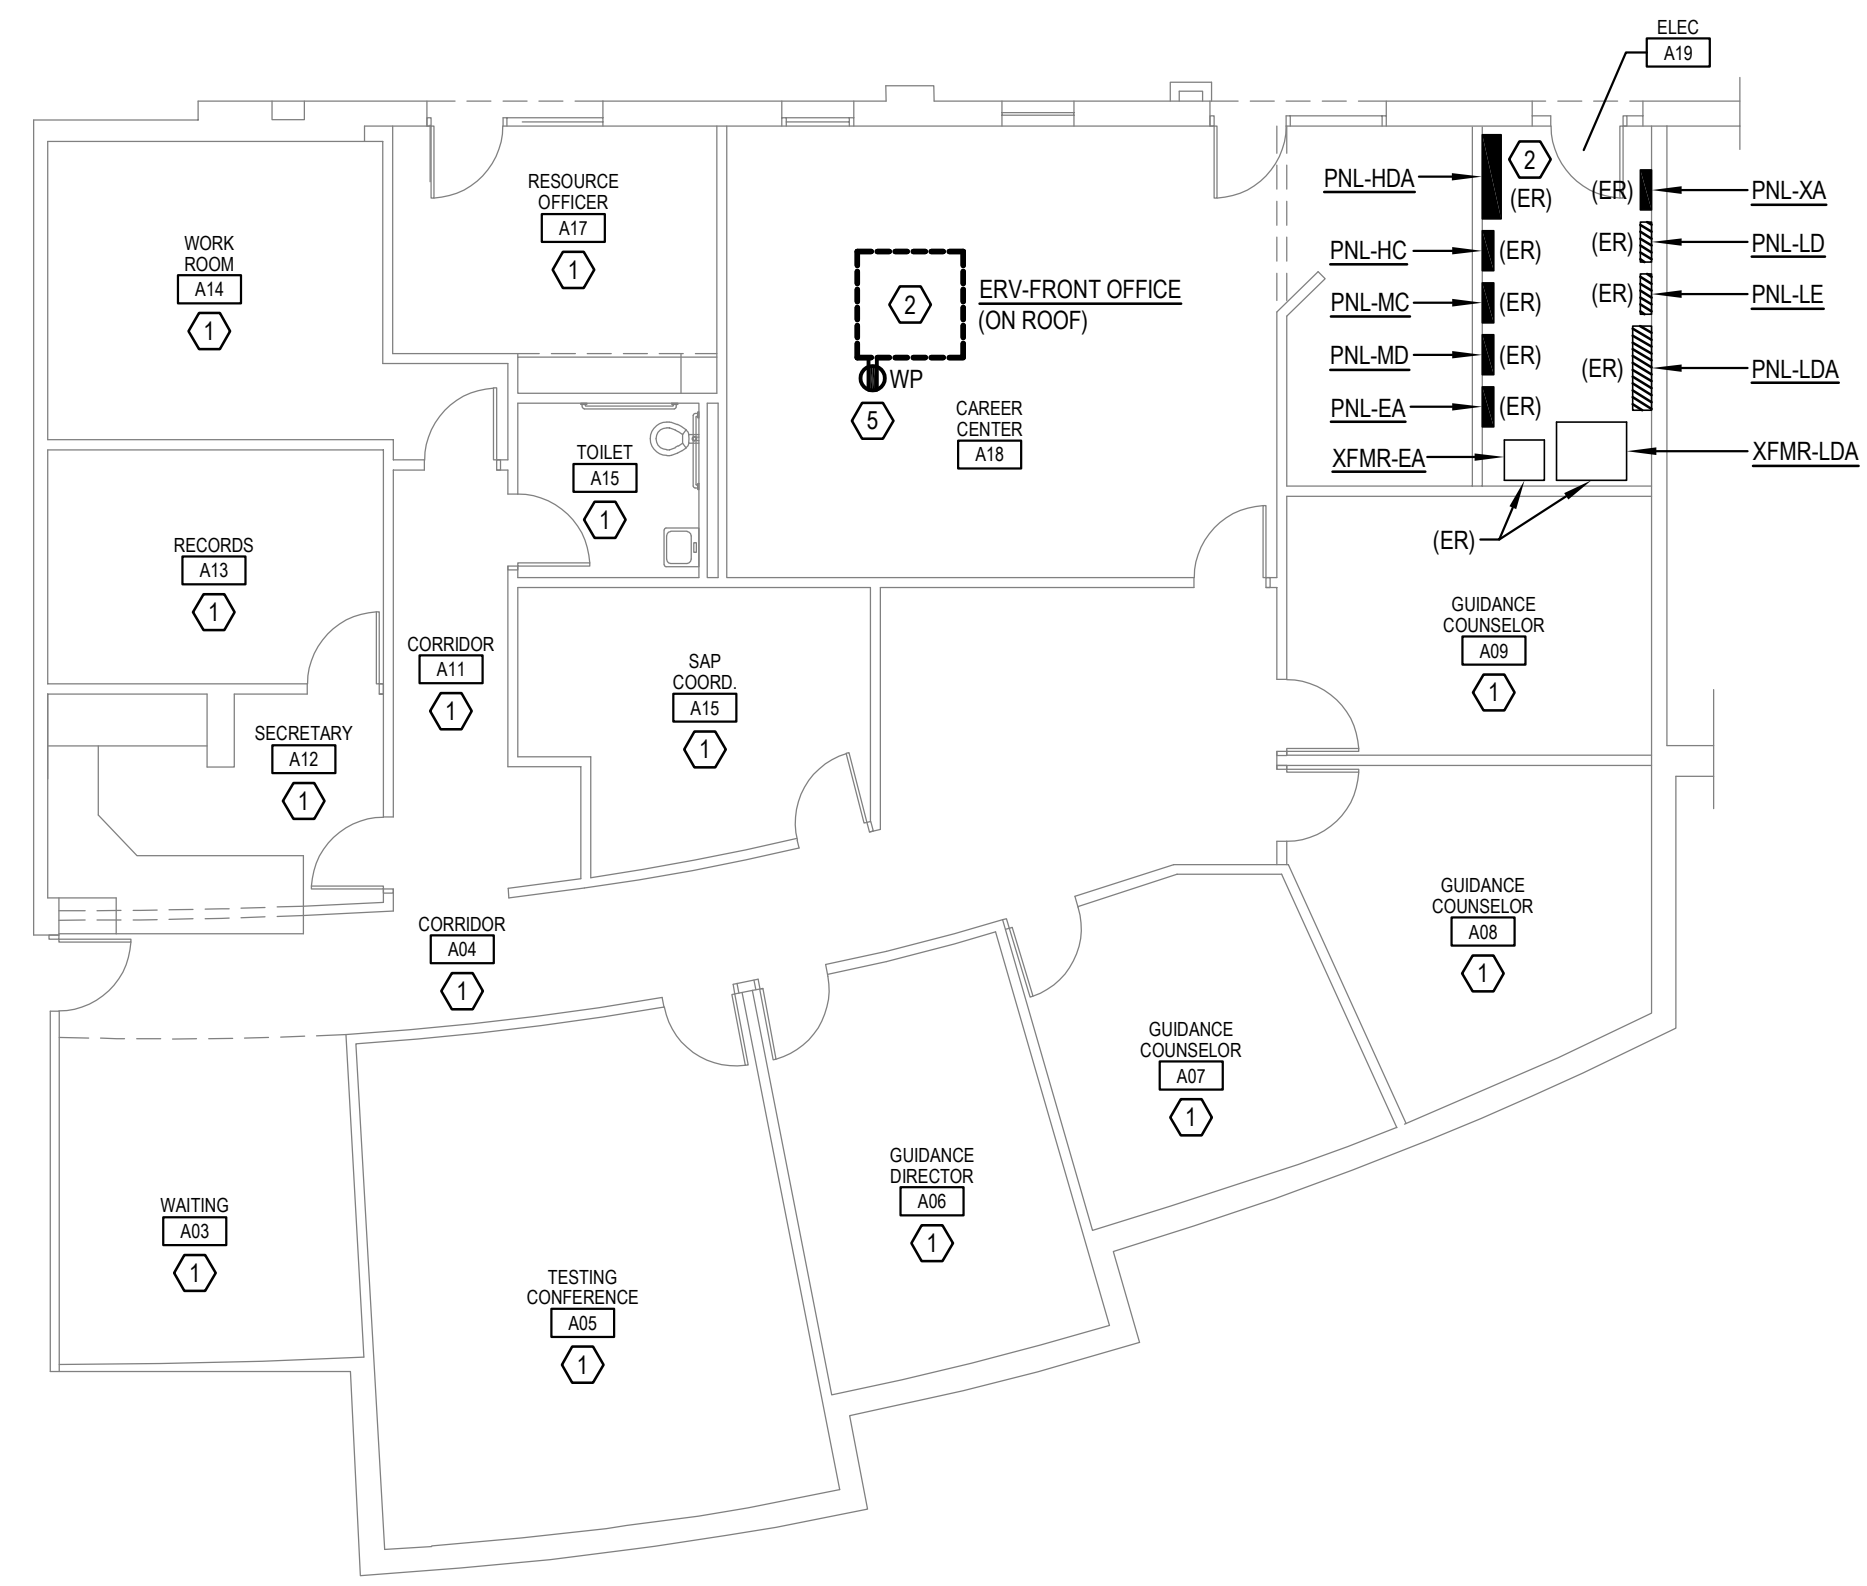 ELEC
A19
RESOURCE
OFFICER
A17
1
WORK
ROOM
A14
1
2
ERV-FRONT OFFICE
(ON ROOF)
WP
5
CAREER
CENTER
A18
PNL-HDA
2
(ER)
PNL-HC
(ER)
PNL-MC
(ER)
PNL-MD
(ER)
PNL-EA
(ER)
XFMR-EA
(ER)
PNL-XA
(ER)
PNL-LD
(ER)
PNL-LE
(ER)
PNL-LDA
XFMR-LDA
(ER)
TOILET
A15
1
RECORDS
A13
1
CORRIDOR
A11
1
SAP
COORD.
A15
1
GUIDANCE
COUNSELOR
A09
1
SECRETARY
A12
1
CORRIDOR
A04
1
GUIDANCE
COUNSELOR
A08
1
GUIDANCE
COUNSELOR
A07
1
GUIDANCE
DIRECTOR
A06
1
WAITING
A03
1
TESTING
CONFERENCE
A05
1